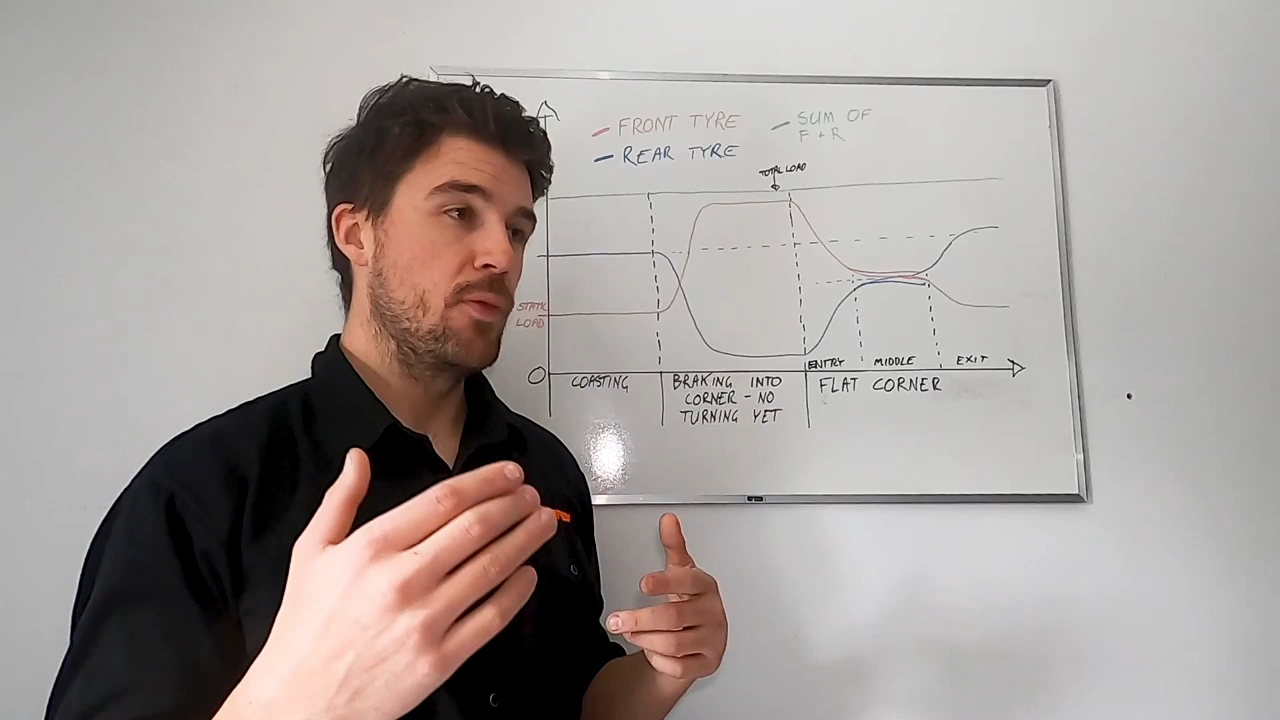 FRONT TYRE
SUM OF
F + R
REAR TYRE
TOTAL LOAD
STATIC
LOAD
ENTRY
MIDDLE
EXIT
O
COASTING
BRAKING INTO
CORNER - NO
TURNING YET
FLAT CORNER